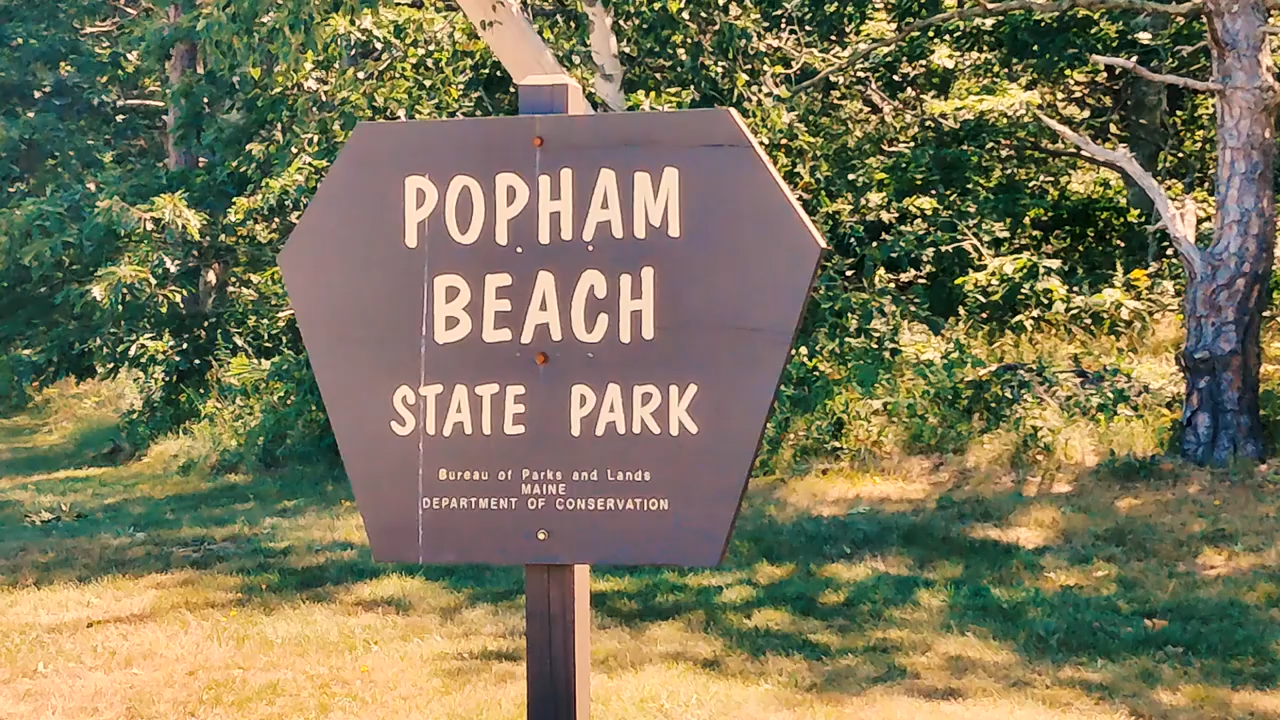 POPHAM
BEACH
STATE PARK
Bureau of Parks and Lands
MAINE
DEPARTMENT OF CONSERVATION